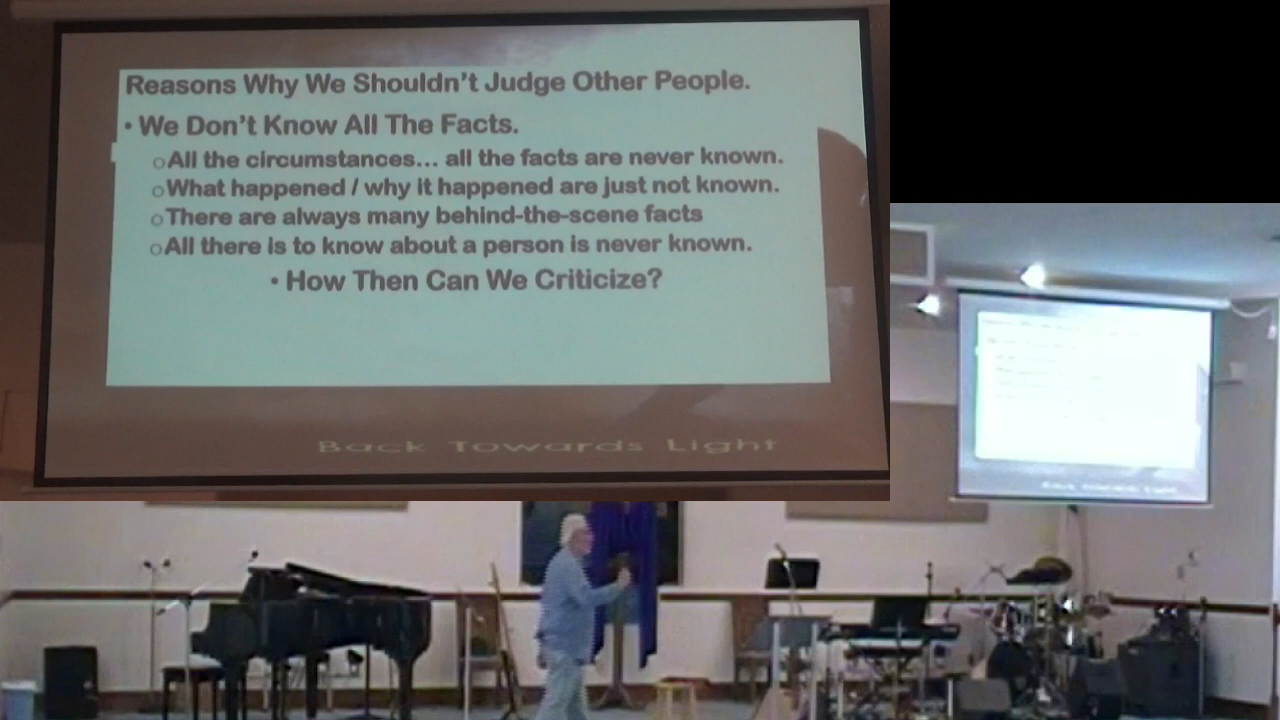 Reasons Why We Shouldn't Judge Other People.
• We Don't Know All The Facts.
○ All the circumstances... all the facts are never known.
○ What happened / why it happened are just not known.
○ There are always many behind-the-scene facts
○ All there is to know about a person is never known.
• How Then Can We Criticize?
Back Towards Light